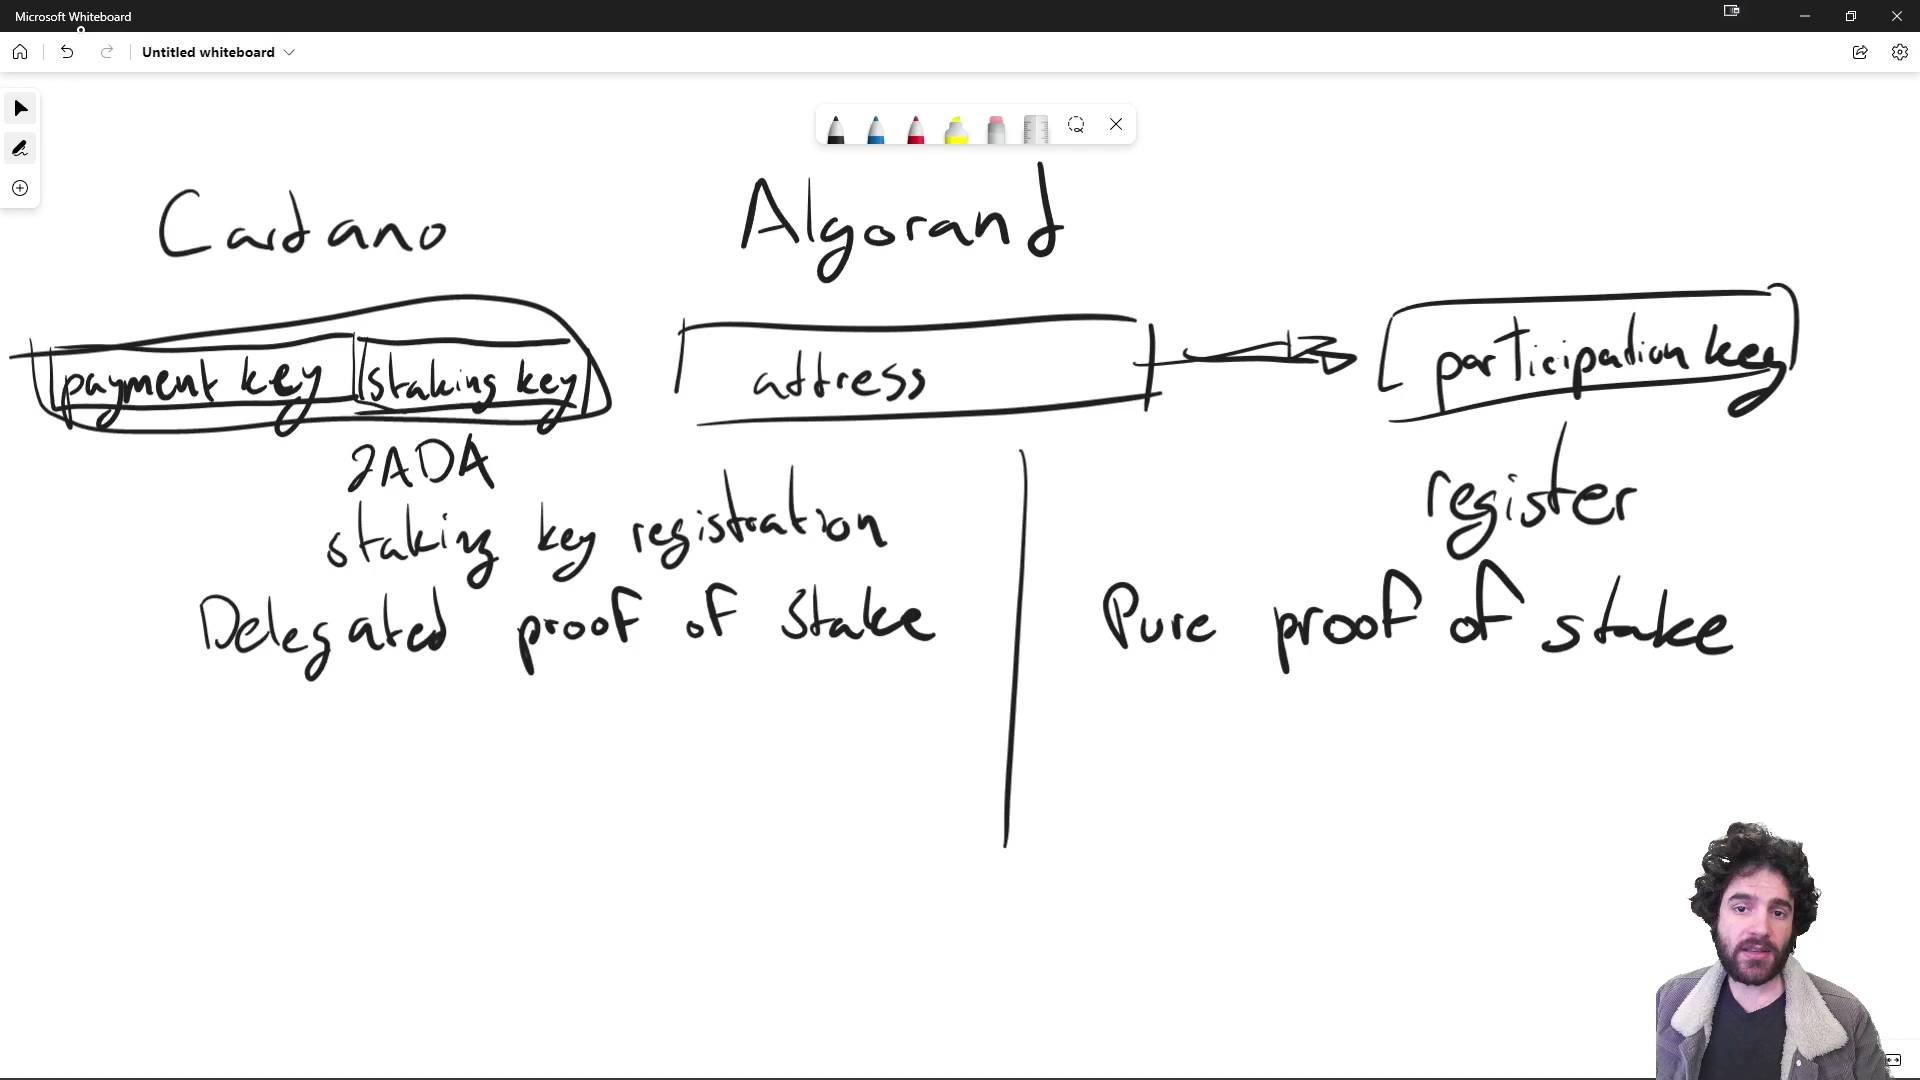 Microsoft Whiteboard
Untitled whiteboard
Cardano
Algorand
payment key
staking key
address
participation key
2ADA
staking key registration
register
Delegated proof of Stake
Pure proof of stake